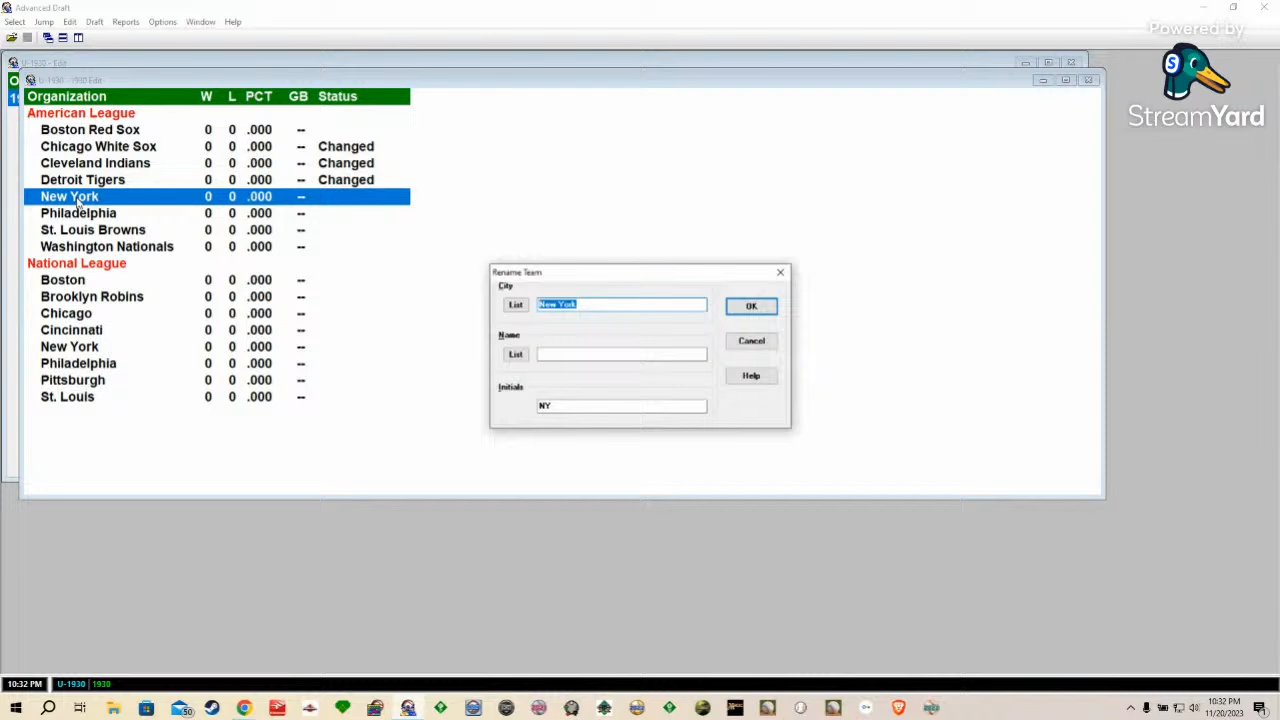 Advanced Draft
Select Jump Edit Draft Reports Options Window Help
Powered by
StreamYard
U-1930 - Edit
U-1930 - 1930 Edit
Organization W L PCT GB Status
American League
Boston Red Sox 0 0 .000 --
Chicago White Sox 0 0 .000 -- Changed
Cleveland Indians 0 0 .000 -- Changed
Detroit Tigers 0 0 .000 -- Changed
New York 0 0 .000 --
Philadelphia 0 0 .000 --
St. Louis Browns 0 0 .000 --
Washington Nationals 0 0 .000 --
National League
Boston 0 0 .000 --
Brooklyn Robins 0 0 .000 --
Chicago 0 0 .000 --
Cincinnati 0 0 .000 --
New York 0 0 .000 --
Philadelphia 0 0 .000 --
Pittsburgh 0 0 .000 --
St. Louis 0 0 .000 --
Rename Team
City
List New York OK
Name Cancel
List
Help
Initials
NY
10:32 PM U-1930 1930
50
10:32 PM
11/20/2023